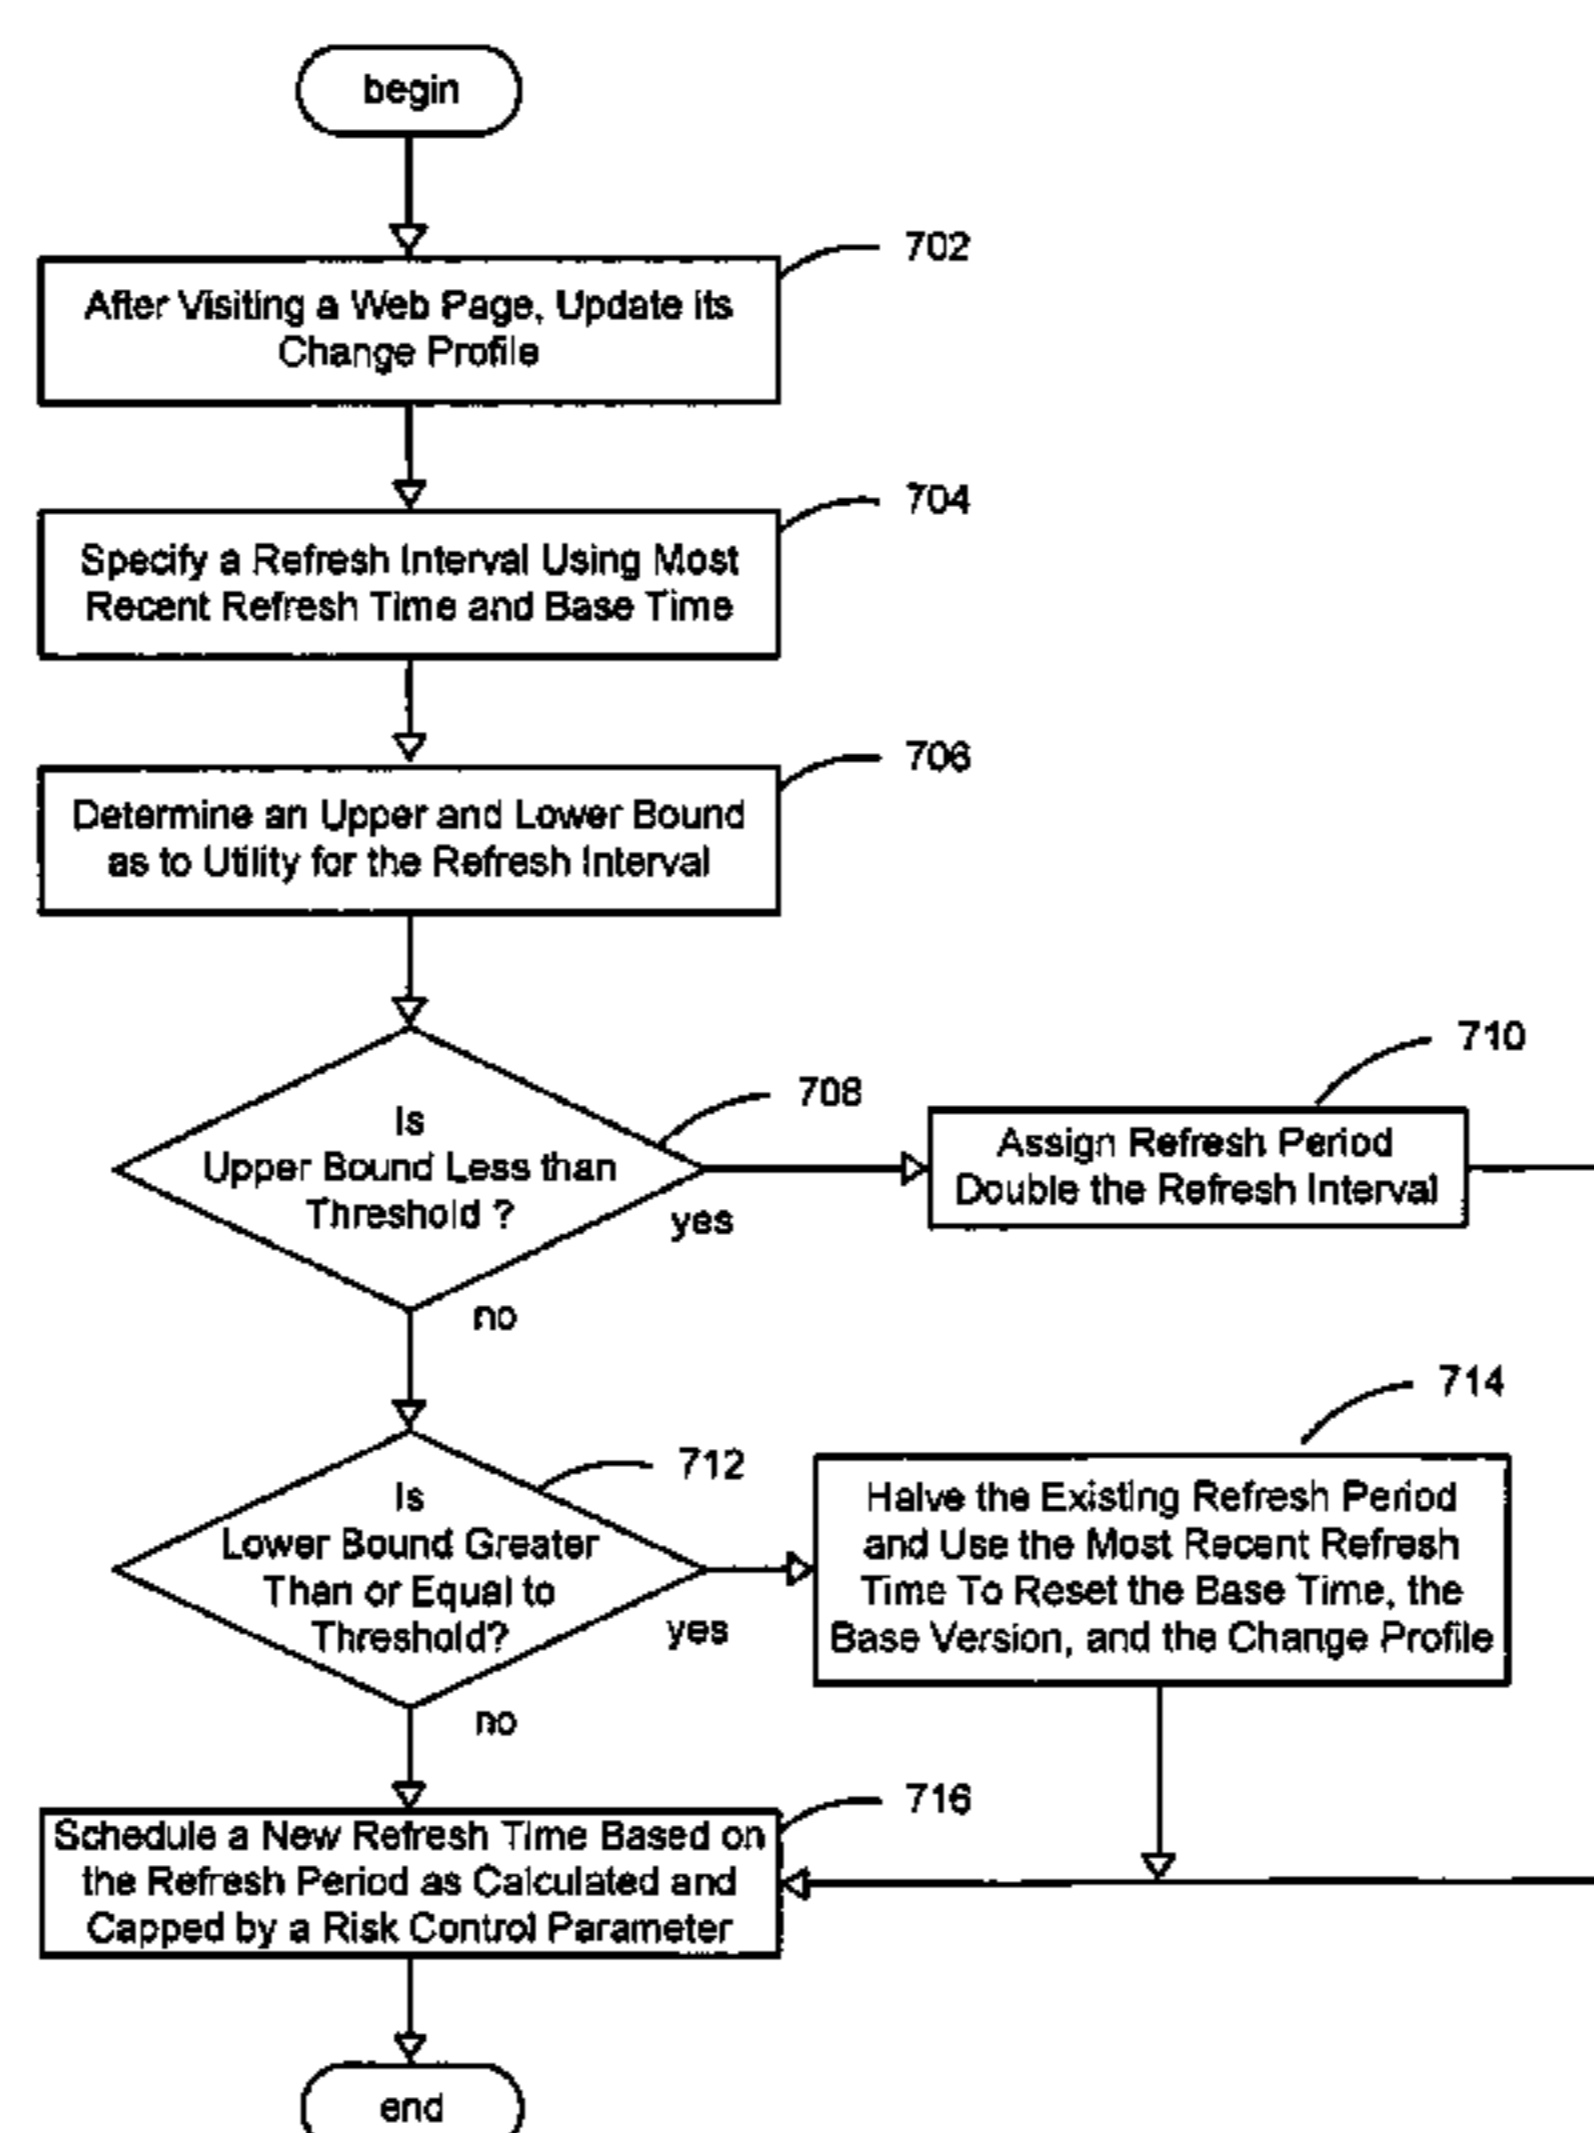 begin
702
After Visiting a Web Page, Update its
Change Profile
704
Specify a Refresh Interval Using Most
Recent Refresh Time and Base Time
706
Determine an Upper and Lower Bound
as to Utility for the Refresh Interval
708
Is
Upper Bound Less than
Threshold ?
yes
no
710
Assign Refresh Period
Double the Refresh Interval
712
Is
Lower Bound Greater
Than or Equal to
Threshold?
yes
no
714
Halve the Existing Refresh Period
and Use the Most Recent Refresh
Time To Reset the Base Time, the
Base Version, and the Change Profile
716
Schedule a New Refresh Time Based on
the Refresh Period as Calculated and
Capped by a Risk Control Parameter
end